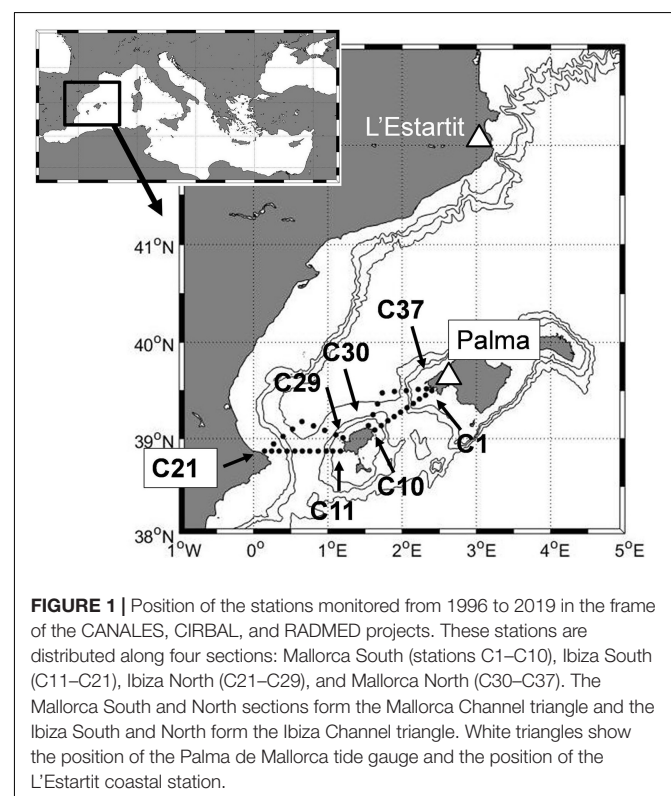 L'Estartit
41°N
40°N
39°N
38°N
C37
Palma
C30
C29
C21
C1
C10
C11
1°W 0° 1°E 2°E 3°E 4°E 5°E
FIGURE 1 | Position of the stations monitored from 1996 to 2019 in the frame
of the CANALES, CIRBAL, and RADMED projects. These stations are
distributed along four sections: Mallorca South (stations C1–C10), Ibiza South
(C11–C21), Ibiza North (C21–C29), and Mallorca North (C30–C37). The
Mallorca South and North sections form the Mallorca Channel triangle and the
Ibiza South and North form the Ibiza Channel triangle. White triangles show
the position of the Palma de Mallorca tide gauge and the position of the
L'Estartit coastal station.